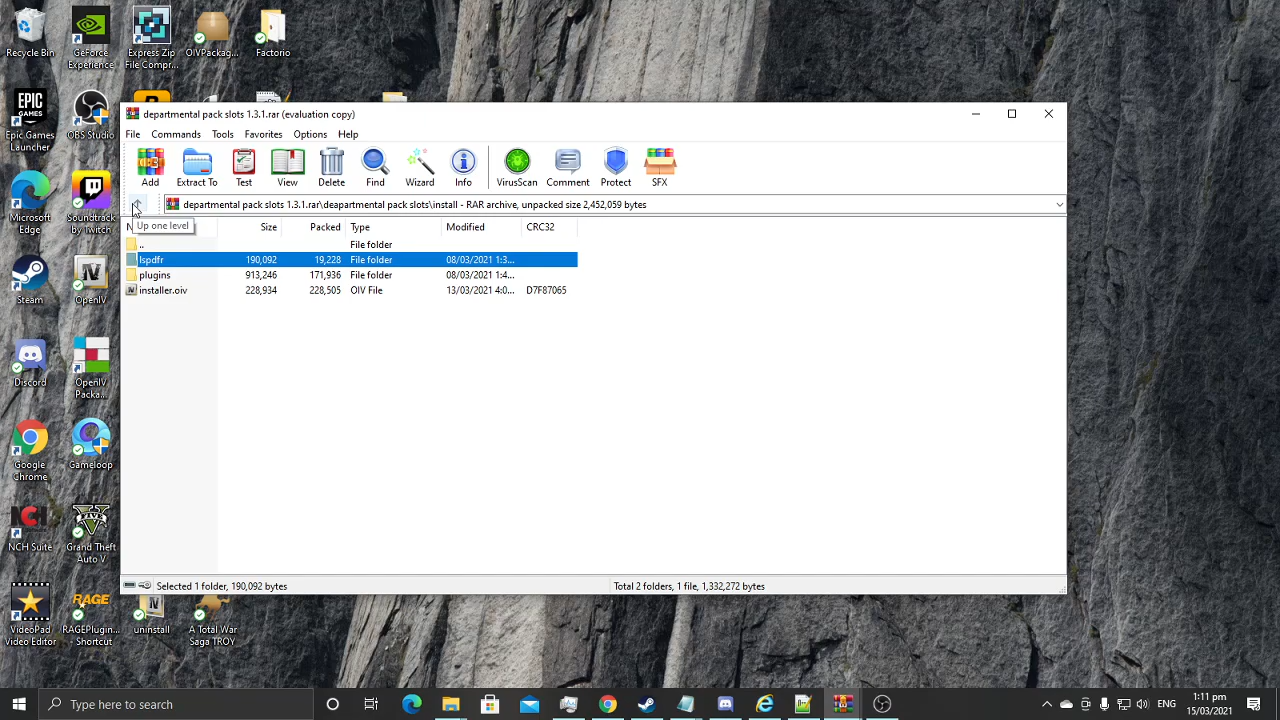 Recycle Bin
GeForce
Experience
Express Zip
File Compr...
OIVPackag...
Factorio
Epic Games
Launcher
OBS Studio
Microsoft
Edge
Soundtrack
by Twitch
Steam
OpenIV
Discord
OpenIV
Packa...
Google
Chrome
Gameloop
NCH Suite
Grand Theft
Auto V
VideoPad
Video Editor
RAGEPlugin...
- Shortcut
uninstall
A Total War
Saga TROY
departmental pack slots 1.3.1.rar (evaluation copy)
File Commands Tools Favorites Options Help
Add Extract To Test View Delete Find Wizard Info VirusScan Comment Protect SFX
departmental pack slots 1.3.1.rar\deapartmental pack slots\install - RAR archive, unpacked size 2,452,059 bytes
Up one level
N Size Packed Type Modified CRC32
.. File folder
lspdfr 190,092 19,228 File folder 08/03/2021 1:3...
plugins 913,246 171,936 File folder 08/03/2021 1:4...
installer.oiv 228,934 228,505 OIV File 13/03/2021 4:0... D7F87065
Selected 1 folder, 190,092 bytes
Total 2 folders, 1 file, 1,332,272 bytes
Type here to search
ENG
1:11 pm
15/03/2021